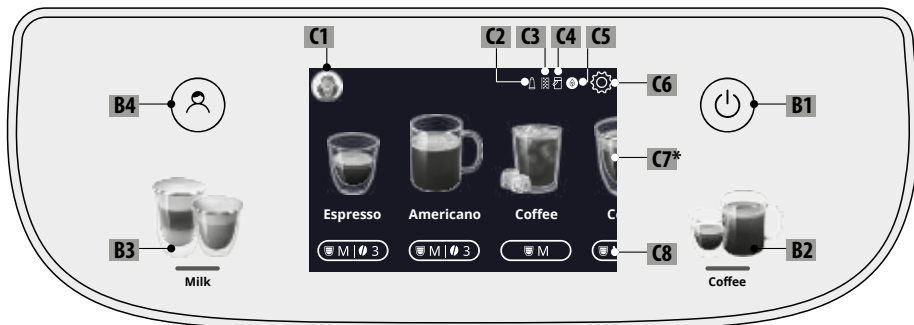 C1
C2 C3 C4 C5
C6
B4
B1
C7*
Espresso Americano Coffee C
M 3 M 3 M
C8
B3
B2
Milk
Coffee